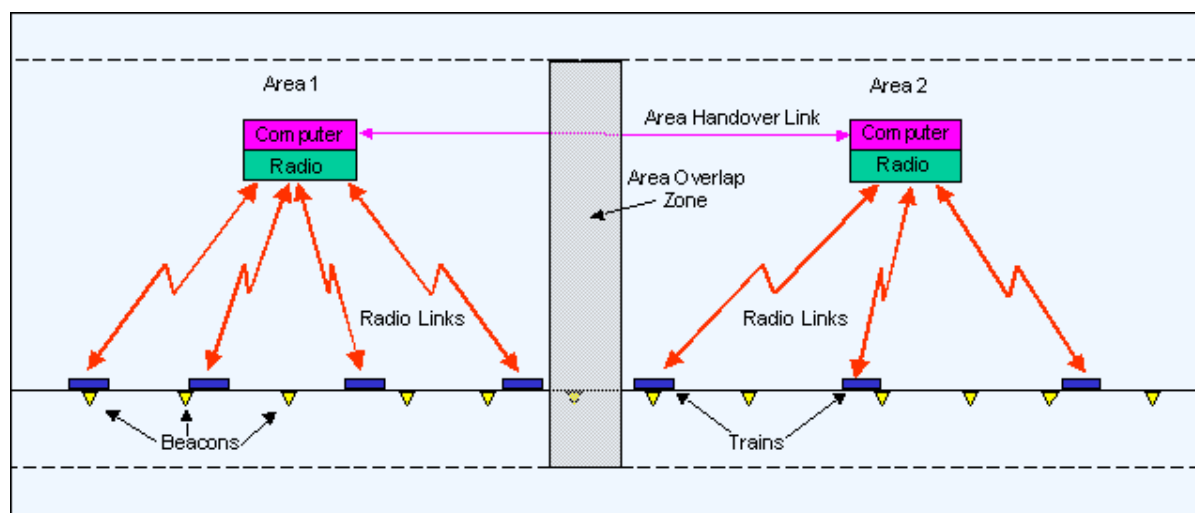 Area 1
Area 2
Area Handover Link
Computer
Radio
Computer
Radio
Area Overlap
Zone
Radio Links
Radio Links
Beacons
Trains